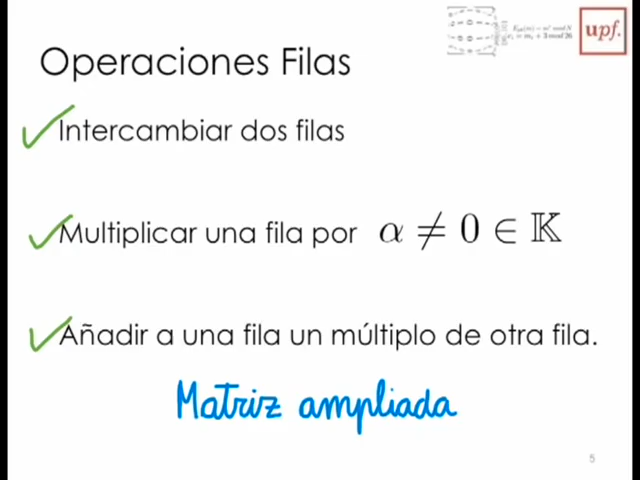 upf.
Operaciones Filas
Intercambiar dos filas
Multiplicar una fila por α ≠ 0 ∈ 𝕂
Añadir a una fila un múltiplo de otra fila.
Matriz ampliada
5